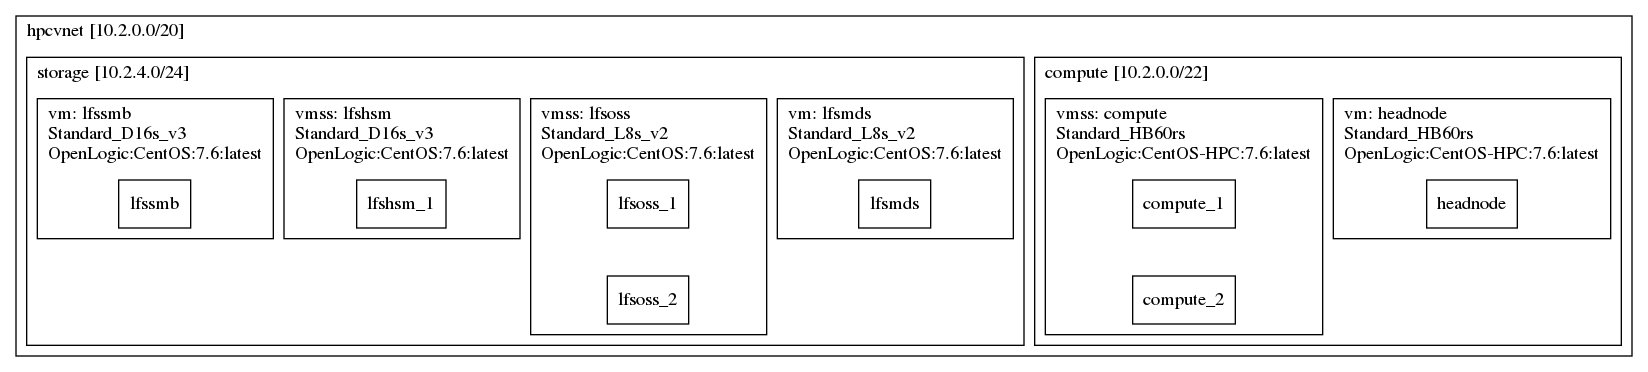 hpcvnet [10.2.0.0/20]
storage [10.2.4.0/24]
vm: lfssmb
Standard_D16s_v3
OpenLogic:CentOS:7.6:latest
lfssmb
vmss: lfshsm
Standard_D16s_v3
OpenLogic:CentOS:7.6:latest
lfshsm_1
vmss: lfsoss
Standard_L8s_v2
OpenLogic:CentOS:7.6:latest
lfsoss_1
lfsoss_2
vm: lfsmds
Standard_L8s_v2
OpenLogic:CentOS:7.6:latest
lfsmds
compute [10.2.0.0/22]
vmss: compute
Standard_HB60rs
OpenLogic:CentOS-HPC:7.6:latest
compute_1
compute_2
vm: headnode
Standard_HB60rs
OpenLogic:CentOS-HPC:7.6:latest
headnode